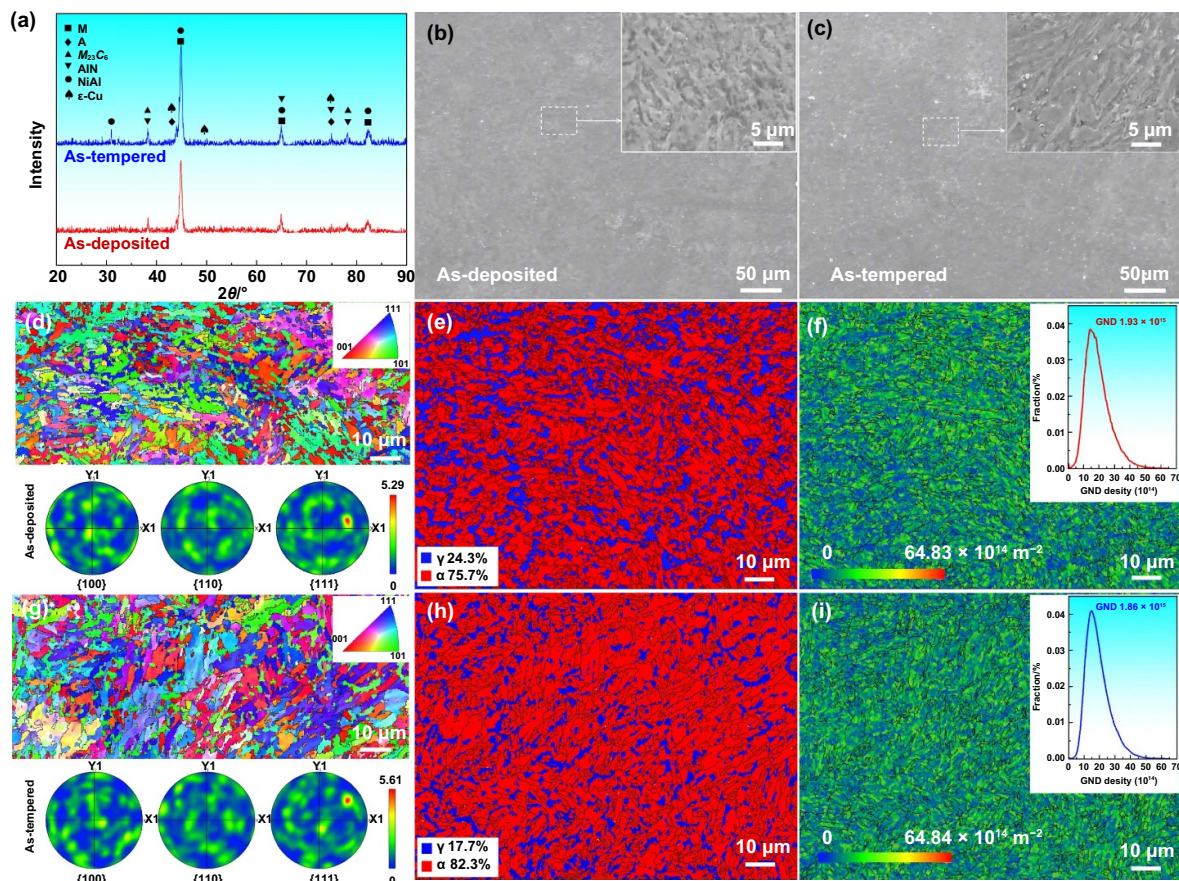 (a)
M
A
M23C6
AlN
NiAl
ε-Cu
As-tempered
As-deposited
Intensity
20 30 40 50 60 70 80 90
2θ/°
(b)
5 μm
As-deposited
50 μm
(c)
5 μm
As-tempered
50μm
(d)
111
001
101
10 μm
As-deposited
Y1
X1
{100}
Y1
X1
{110}
Y1
X1
{111}
5.29
0
(e)
γ 24.3%
α 75.7%
10 μm
(f)
GND 1.93 × 10¹⁵
Fraction/%
0.04
0.03
0.02
0.01
0.00
0 10 20 30 40 50 60 70
GND desity (10¹⁴)
0
64.83 × 10¹⁴ m⁻²
10 μm
(g)
111
001
101
10 μm
As-tempered
Y1
X1
{100}
Y1
X1
{110}
Y1
X1
{111}
5.61
0
(h)
γ 17.7%
α 82.3%
10 μm
(i)
GND 1.86 × 10¹⁵
Fraction/%
0.04
0.03
0.02
0.01
0.00
0 10 20 30 40 50 60 70
GND desity (10¹⁴)
0
64.84 × 10¹⁴ m⁻²
10 μm